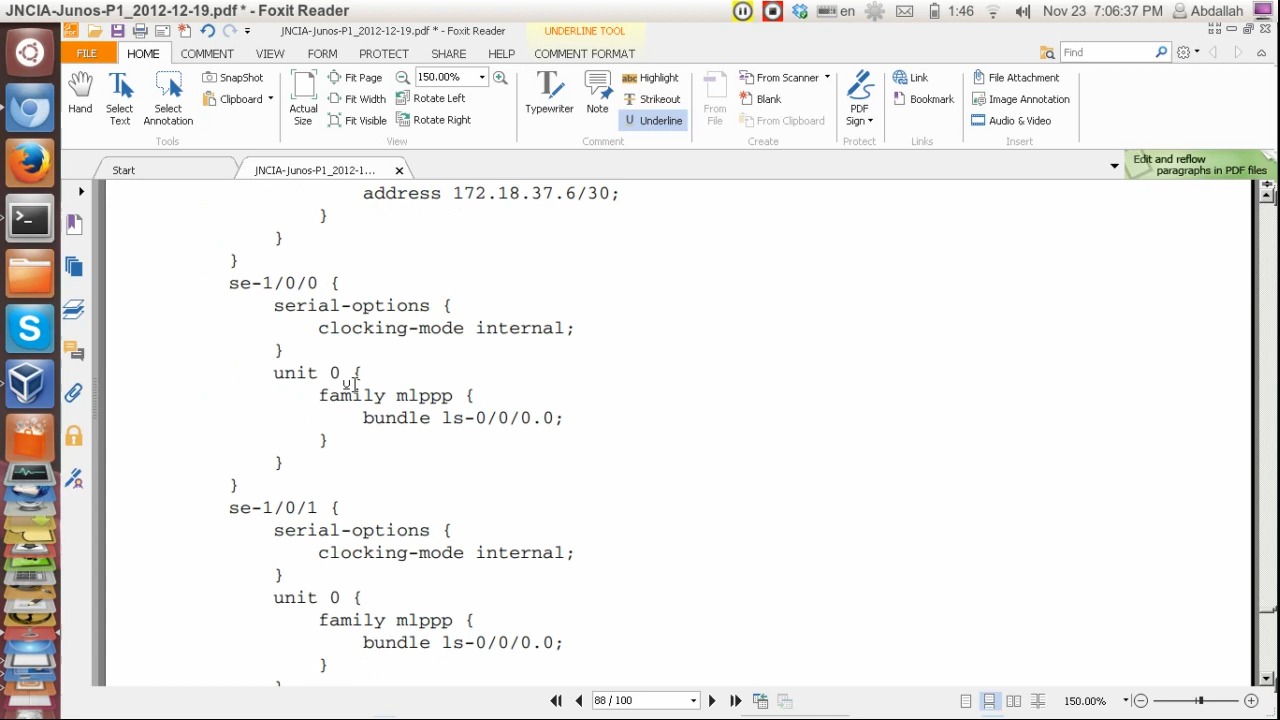 JNCIA-Junos-P1_2012-12-19.pdf * - Foxit Reader
en
1:46
Nov 23 7:06:37 PM
Abdallah
JNCIA-Junos-P1_2012-12-19.pdf * - Foxit Reader
UNDERLINE TOOL
FILE
HOME
COMMENT
VIEW
FORM
PROTECT
SHARE
HELP
COMMENT FORMAT
Find
Hand
Select Text
Select Annotation
SnapShot
Clipboard
Tools
Actual Size
Fit Page
Fit Width
Fit Visible
150.00%
Rotate Left
Rotate Right
View
Typewriter
Note
abc Highlight
Strikeout
U Underline
Comment
From File
From Scanner
Blank
From Clipboard
Create
PDF Sign
Protect
Link
Bookmark
Links
File Attachment
Image Annotation
Audio & Video
Insert
Start
JNCIA-Junos-P1_2012-1...
Edit and reflow
paragraphs in PDF files
address 172.18.37.6/30;
}
}
}
se-1/0/0 {
serial-options {
clocking-mode internal;
}
unit 0 {
family mlppp {
bundle ls-0/0/0.0;
}
}
}
se-1/0/1 {
serial-options {
clocking-mode internal;
}
unit 0 {
family mlppp {
bundle ls-0/0/0.0;
}
88 / 100
150.00%